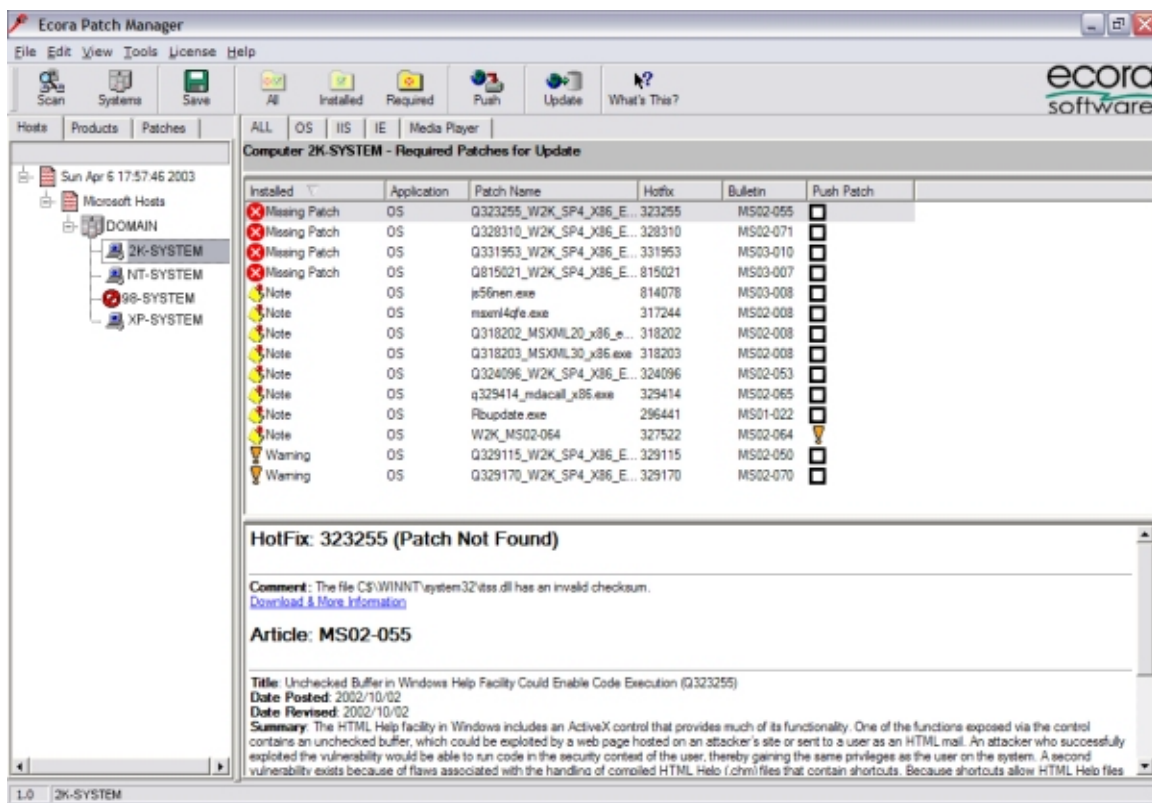 Ecora Patch Manager
File Edit View Tools License Help
Scan Systems Save All Installed Required Push Update What's This?
ecora
software
Hosts Products Patches
ALL OS IIS IE Media Player
Computer 2K-SYSTEM - Required Patches for Update
Sun Apr 6 17:57:46 2003
Microsoft Hosts
DOMAIN
2K-SYSTEM
NT-SYSTEM
98-SYSTEM
XP-SYSTEM
Installed Application Patch Name Hotfix Bulletin Push Patch
Missing Patch OS Q323255_W2K_SP4_X86_E... 323255 MS02-055
Missing Patch OS Q328310_W2K_SP4_X86_E... 328310 MS02-071
Missing Patch OS Q331953_W2K_SP4_X86_E... 331953 MS03-010
Missing Patch OS Q815021_W2K_SP4_X86_E... 815021 MS03-007
Note OS js56nen.exe 814078 MS03-008
Note OS msxml4qfe.exe 317244 MS02-008
Note OS Q318202_MSXML20_x86_e... 318202 MS02-008
Note OS Q318203_MSXML30_x86.exe 318203 MS02-008
Note OS Q324096_W2K_SP4_X86_E... 324096 MS02-053
Note OS q329414_mdacall_x86.exe 329414 MS02-065
Note OS Rbupdate.exe 296441 MS01-022
Note OS W2K_MS02-064 327522 MS02-064
Warning OS Q329115_W2K_SP4_X86_E... 329115 MS02-050
Warning OS Q329170_W2K_SP4_X86_E... 329170 MS02-070
HotFix: 323255 (Patch Not Found)
Comment: The file C$\WINNT\system32\itss.dll has an invalid checksum.
Download & More Information
Article: MS02-055
Title: Unchecked Buffer in Windows Help Facility Could Enable Code Execution (Q323255)
Date Posted: 2002/10/02
Date Revised: 2002/10/02
Summary: The HTML Help facility in Windows includes an ActiveX control that provides much of its functionality. One of the functions exposed via the control
contains an unchecked buffer, which could be exploited by a web page hosted on an attacker's site or sent to a user as an HTML mail. An attacker who successfully
exploited the vulnerability would be able to run code in the security context of the user, thereby gaining the same privileges as the user on the system. A second
vulnerability exists because of flaws associated with the handling of compiled HTML Help (.chm) files that contain shortcuts. Because shortcuts allow HTML Help files
1.0 2K-SYSTEM